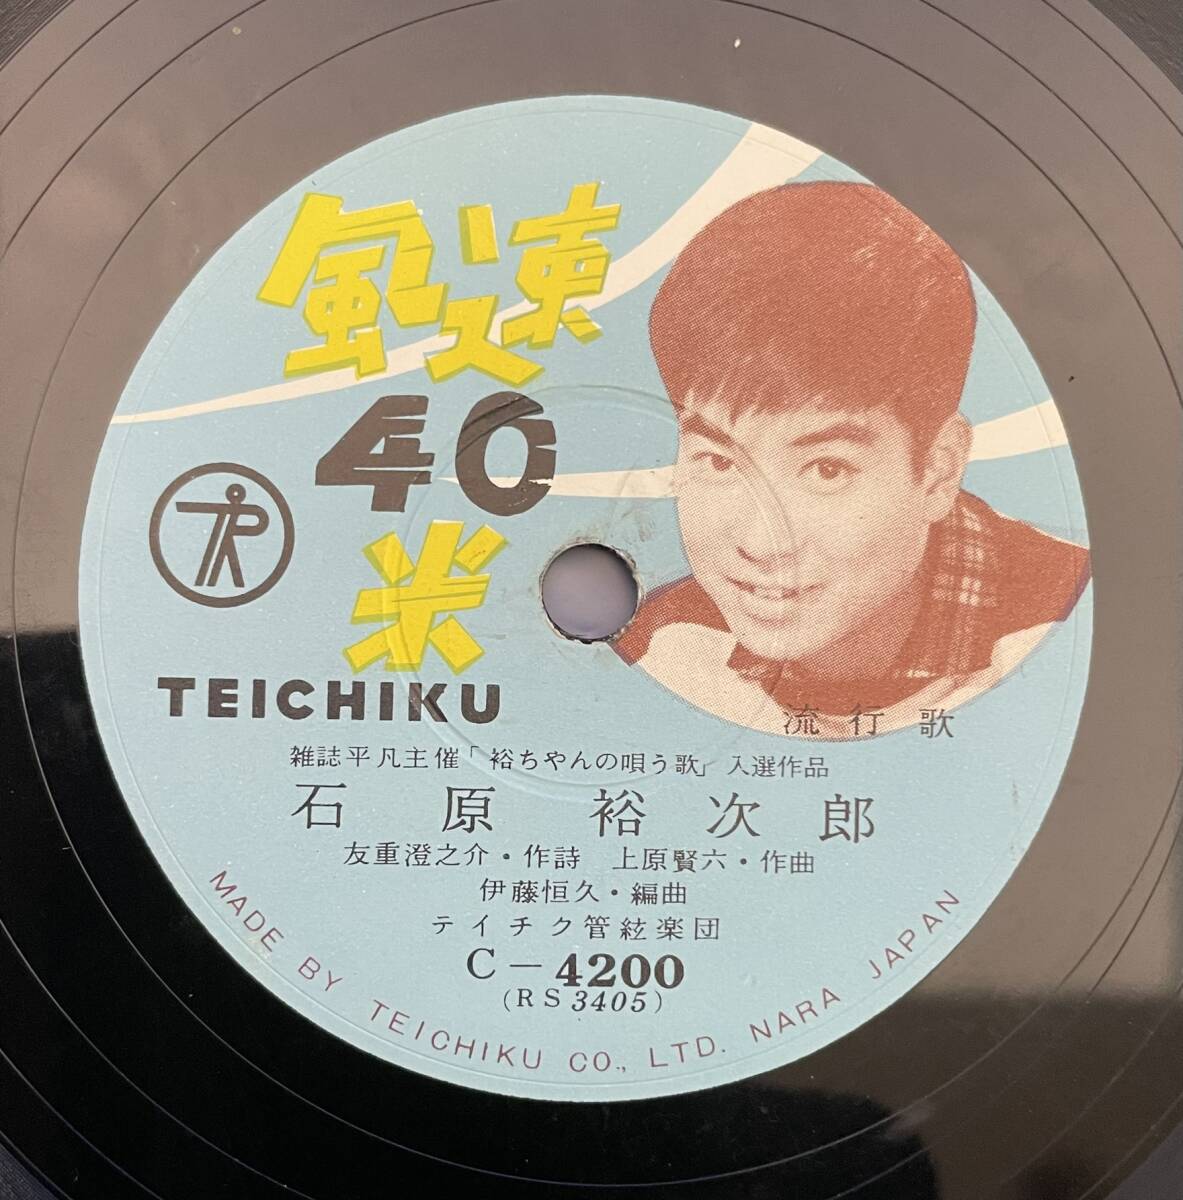 風速
40
米
TEICHIKU
流行歌
雑誌平凡主催「裕ちやんの唄う歌」入選作品
石原裕次郎
友重澄之介・作詩 上原賢六・作曲
伊藤恒久・編曲
テイチク管絃楽団
C-4200
(RS 3405)
MADE BY TEICHIKU CO., LTD. NARA JAPAN